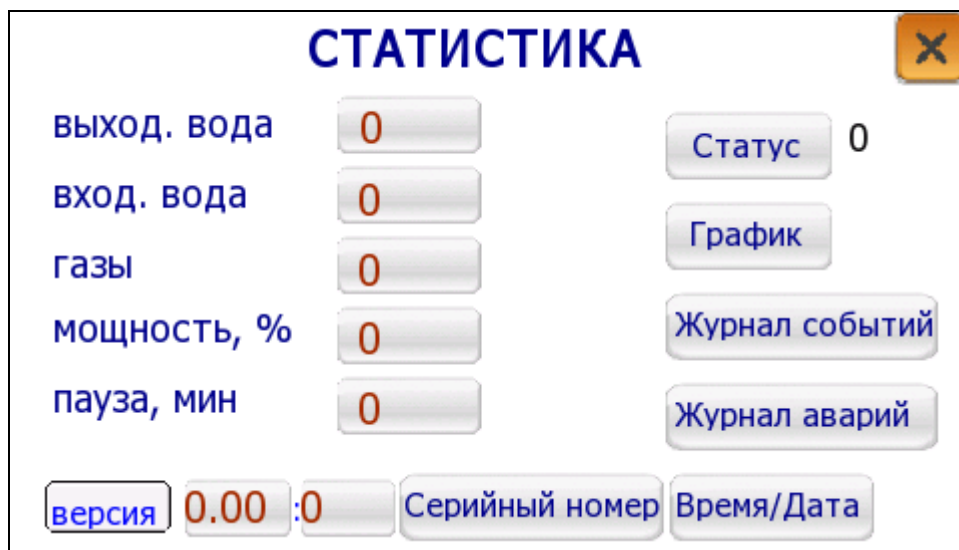 СТАТИСТИКА
выход. вода 0
Статус 0
вход. вода 0
График
газы 0
мощность, % 0
Журнал событий
пауза, мин 0
Журнал аварий
версия 0.00 :0 Серийный номер Время/Дата